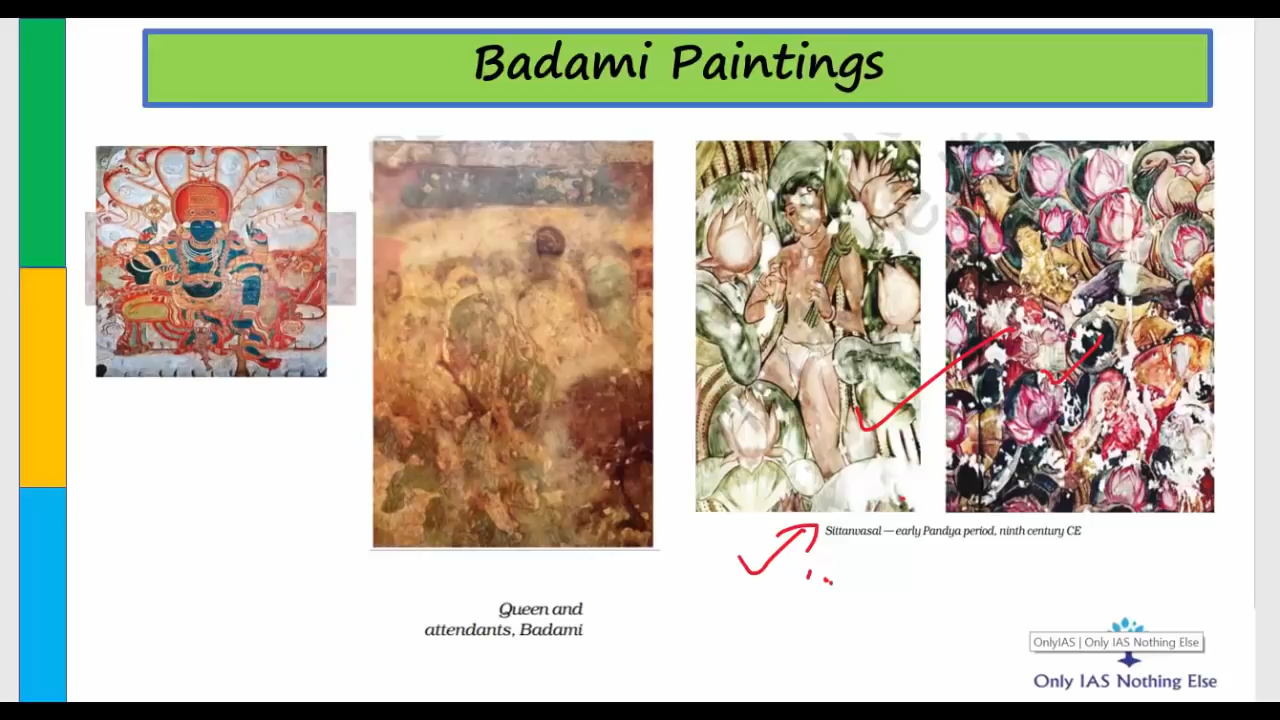 Badami Paintings
Sittanvasal — early Pandya period, ninth century CE
Queen and
attendants, Badami
OnlyIAS | Only IAS Nothing Else
Only IAS Nothing Else